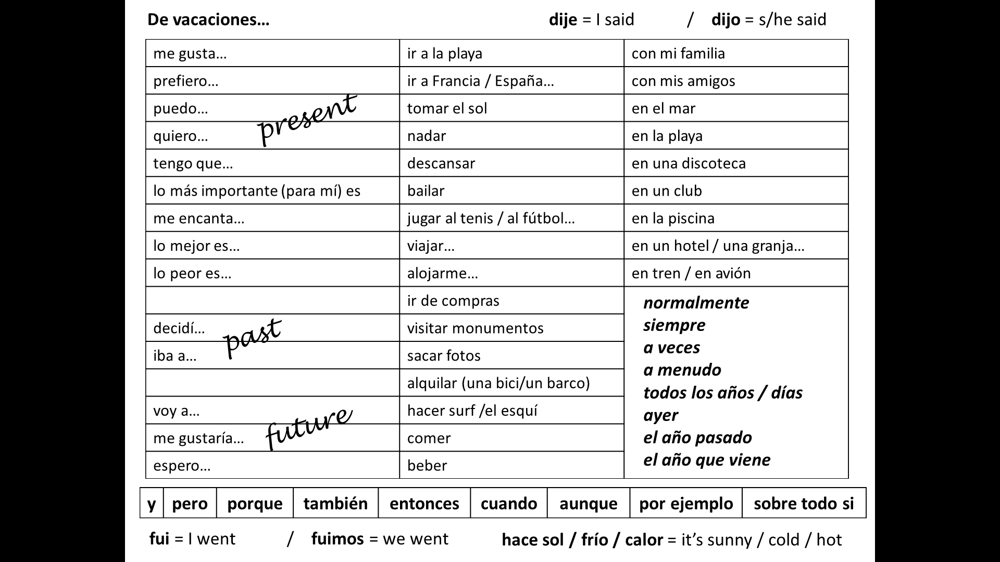 De vacaciones… dije = I said / dijo = s/he said
me gusta… ir a la playa con mi familia
prefiero… ir a Francia / España… con mis amigos
puedo… tomar el sol en el mar
present
quiero… nadar en la playa
tengo que… descansar en una discoteca
lo más importante (para mí) es bailar en un club
me encanta… jugar al tenis / al fútbol… en la piscina
lo mejor es… viajar… en un hotel / una granja…
lo peor es… alojarme… en tren / en avión
ir de compras
decidí… visitar monumentos
past
iba a… sacar fotos
alquilar (una bici/un barco)
voy a… hacer surf /el esquí
future
me gustaría… comer
espero… beber
normalmente
siempre
a veces
a menudo
todos los años / días
ayer
el año pasado
el año que viene
y pero porque también entonces cuando aunque por ejemplo sobre todo si
fui = I went / fuimos = we went hace sol / frío / calor = it’s sunny / cold / hot